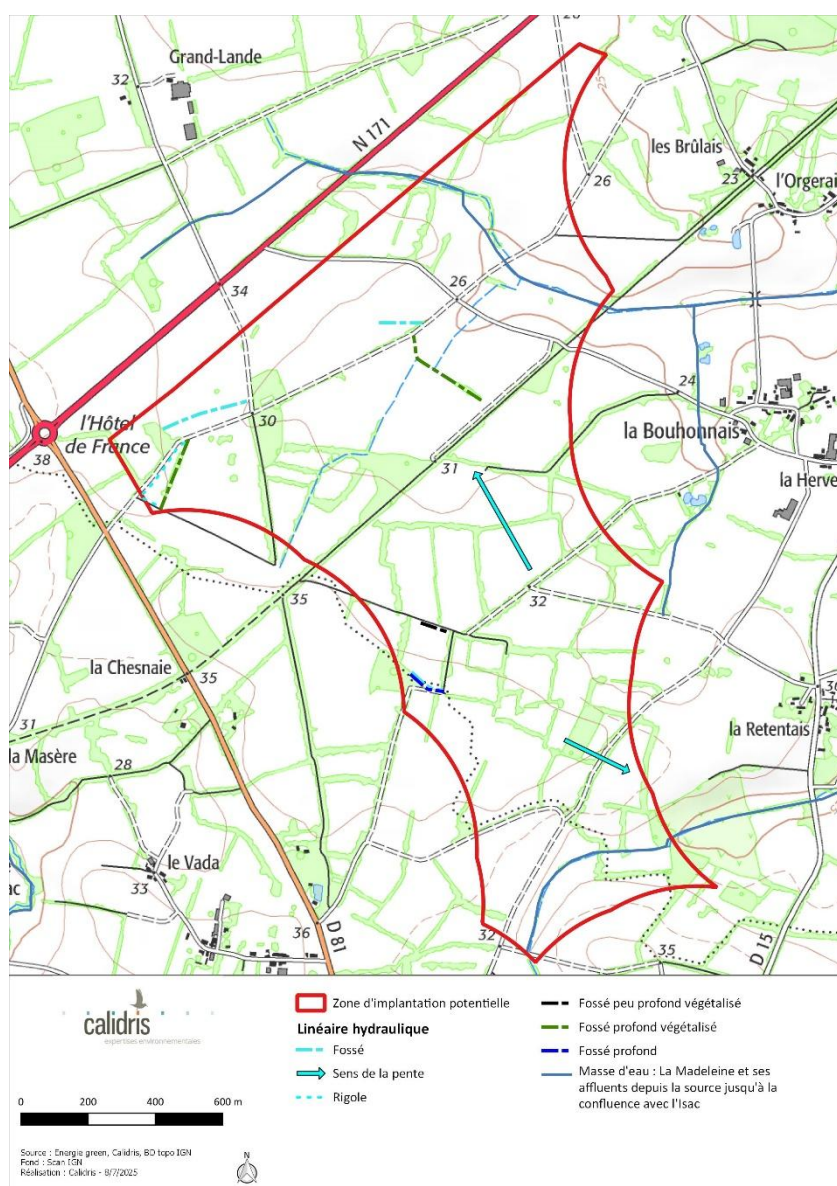 Grand-Lande
32
N 171
26
25
les Brûlais
l'Orgerai
23
26
34
26
30
l'Hôtel
de France
38
24
la Bouhonnais
31
la Herve
32
35
la Chesnaie
35
31
la Masère
28
30
la Retentais
le Vada
33
ac
36
D 81
32
35
D 15
calidris
expertises environnementales
0 200 400 600 m
Source : Energie green, Calidris, BD topo IGN
Fond : Scan IGN
Réalisation : Calidris - 8/7/2025
N
Zone d'implantation potentielle
Linéaire hydraulique
Fossé
Sens de la pente
Rigole
Fossé peu profond végétalisé
Fossé profond végétalisé
Fossé profond
Masse d'eau : La Madeleine et ses
affluents depuis la source jusqu'à la
confluence avec l'Isac